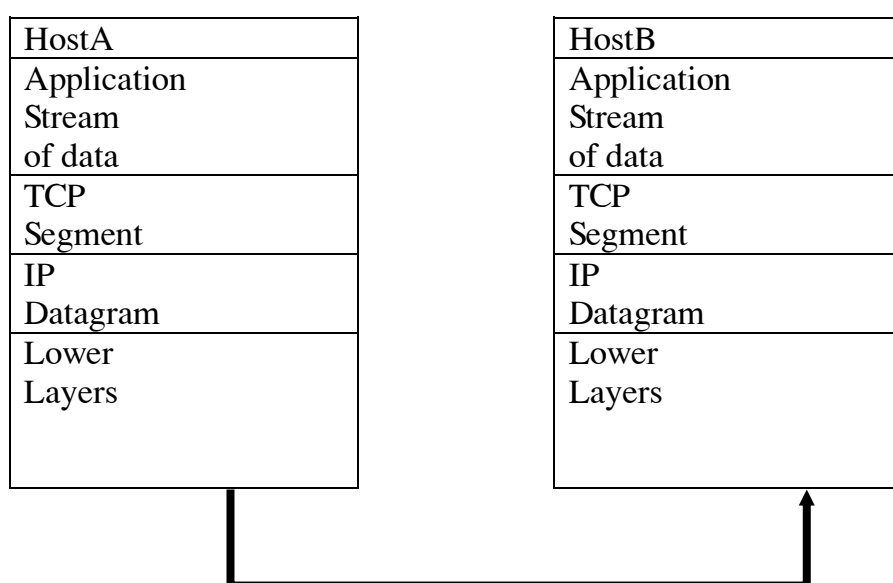 HostA
Application
Stream
of data
TCP
Segment
IP
Datagram
Lower
Layers
HostB
Application
Stream
of data
TCP
Segment
IP
Datagram
Lower
Layers